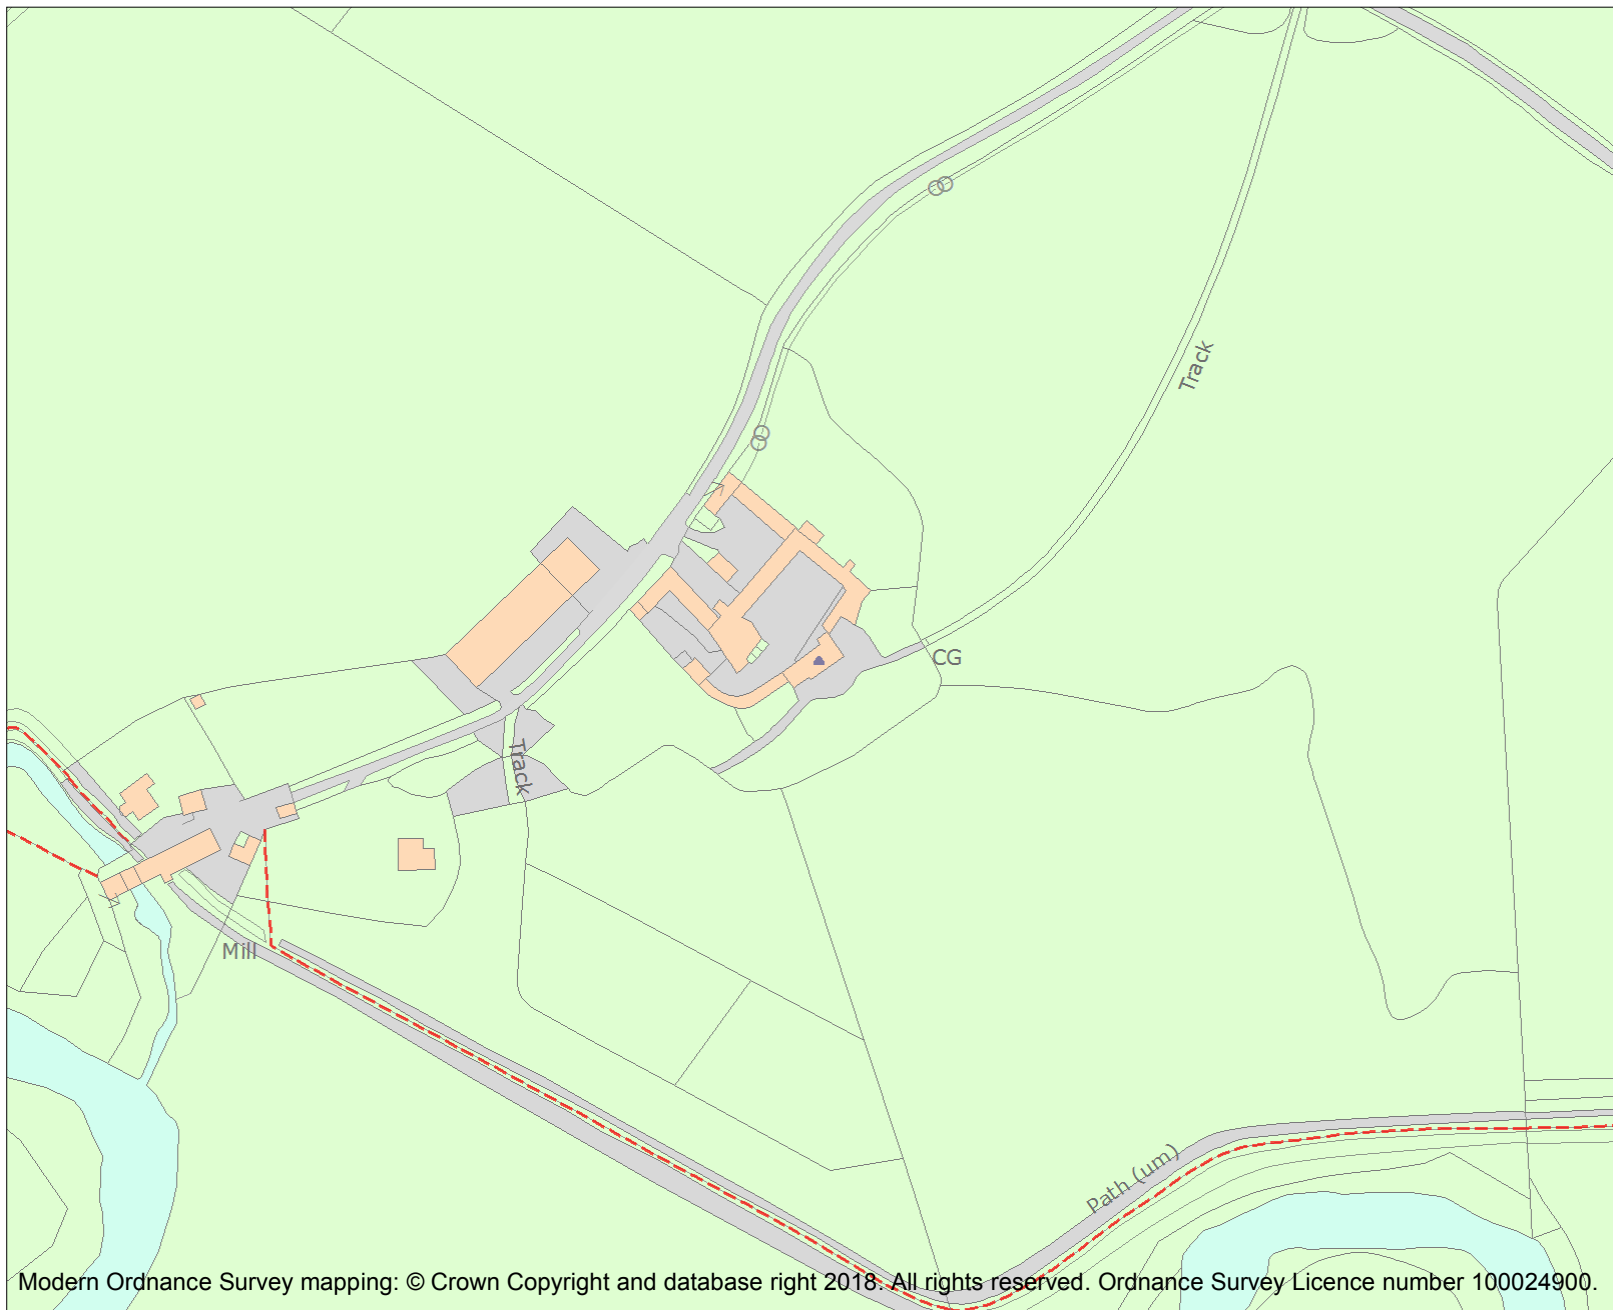 Track
CG
Track
Mill
Path (um)
Modern Ordnance Survey mapping: © Crown Copyright and database right 2018. All rights reserved. Ordnance Survey Licence number 100024900.